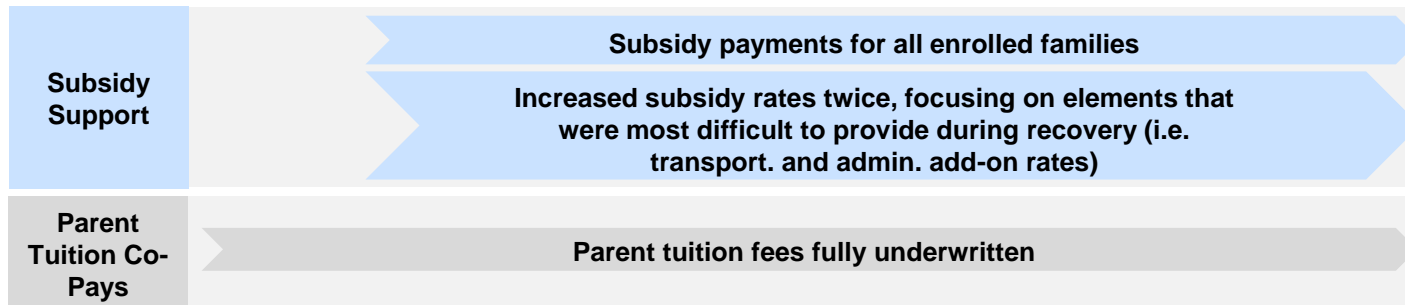 Subsidy
Support
Subsidy payments for all enrolled families
Increased subsidy rates twice, focusing on elements that
were most difficult to provide during recovery (i.e.
transport. and admin. add-on rates)
Parent
Tuition Co-
Pays
Parent tuition fees fully underwritten